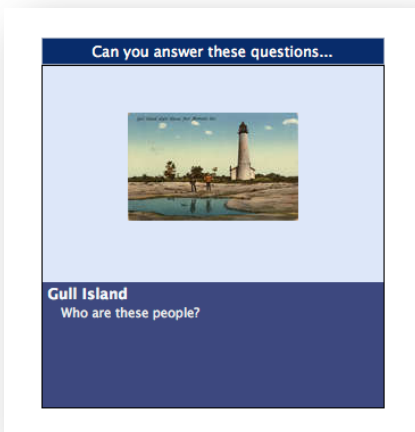 Can you answer these questions...
Gull Island
Who are these people?